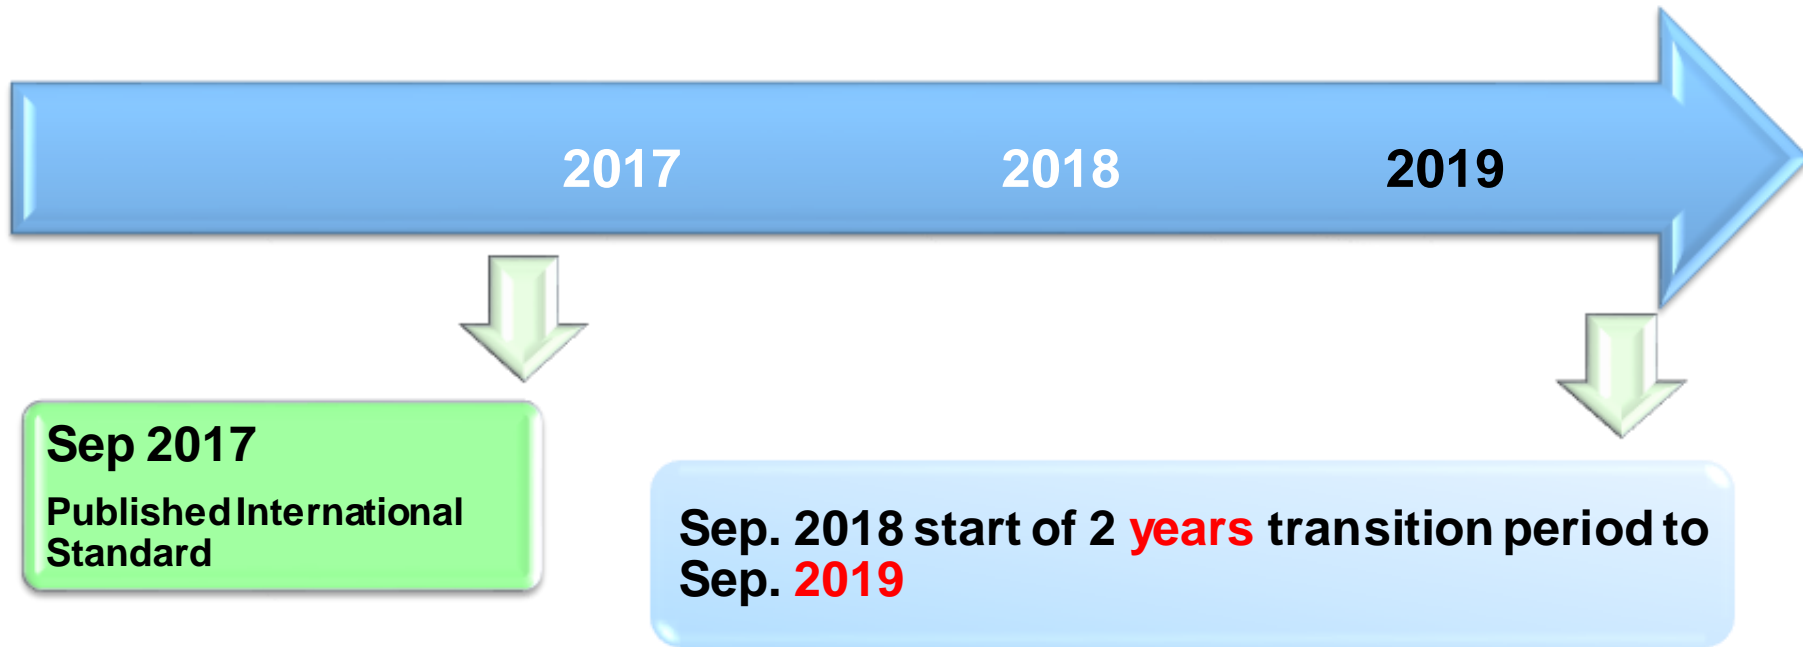 2017 2018 2019
Sep 2017
Published International
Standard
Sep. 2018 start of 2 years transition period to
Sep. 2019